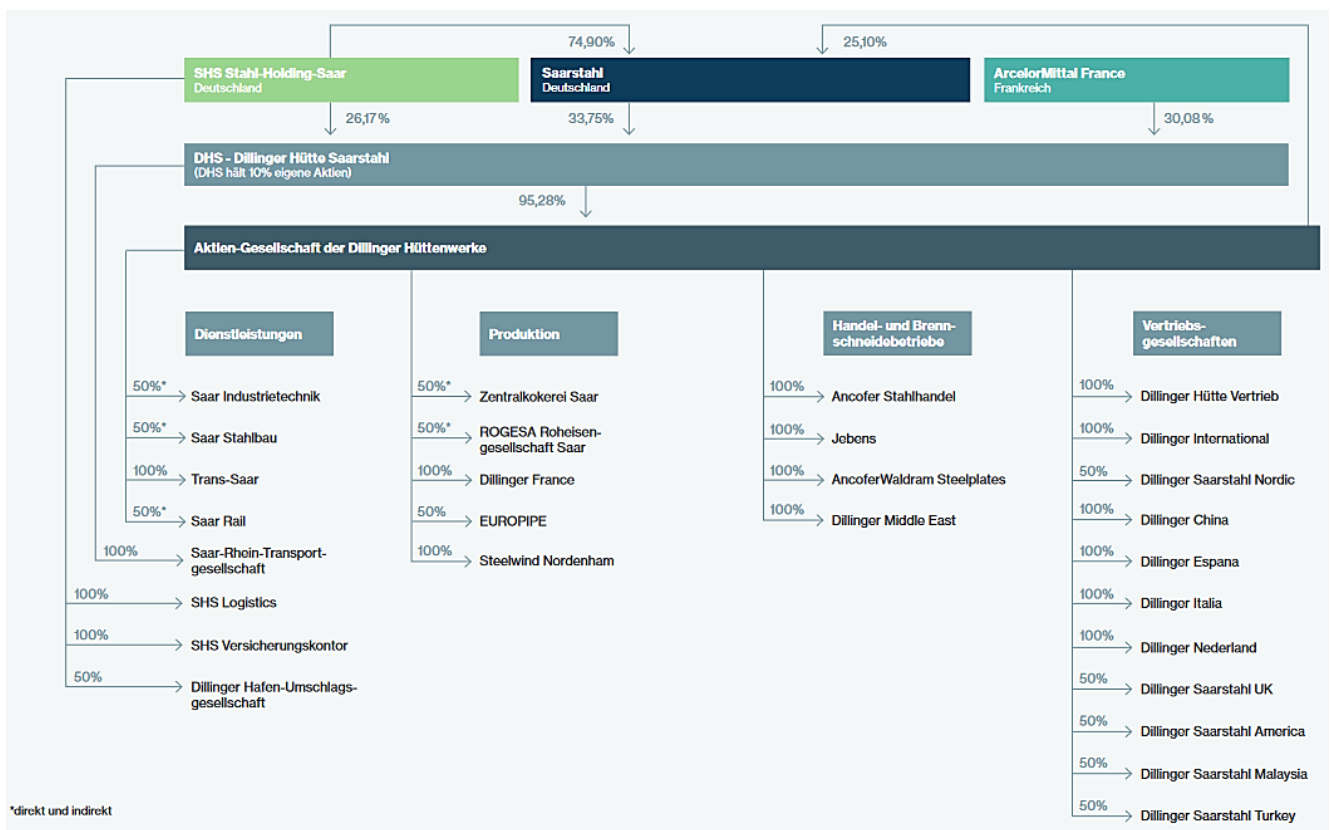 74,90%
25,10%
SHS Stahl-Holding-Saar
Deutschland
Saarstahl
Deutschland
ArcelorMittal France
Frankreich
26,17%
33,75%
30,08%
DHS - Dillinger Hütte Saarstahl
(DHS hält 10% eigene Aktien)
95,28%
Aktien-Gesellschaft der Dillinger Hüttenwerke
Dienstleistungen
50%*
Saar Industrietechnik
50%*
Saar Stahlbau
100%
Trans-Saar
50%*
Saar Rail
100%
Saar-Rhein-Transport-
gesellschaft
100%
SHS Logistics
100%
SHS Versicherungskontor
50%
Dillinger Hafen-Umschlags-
gesellschaft
Produktion
50%*
Zentralkokerei Saar
50%*
ROGESA Roheisen-
gesellschaft Saar
100%
Dillinger France
50%
EUROPIPE
100%
Steelwind Nordenham
Handel- und Brenn-
schneidebetriebe
100%
Ancofer Stahlhandel
100%
Jebens
100%
AncoferWaldram Steelplates
100%
Dillinger Middle East
Vertriebs-
gesellschaften
100%
Dillinger Hütte Vertrieb
100%
Dillinger International
50%
Dillinger Saarstahl Nordic
100%
Dillinger China
100%
Dillinger Espana
100%
Dillinger Italia
100%
Dillinger Nederland
50%
Dillinger Saarstahl UK
50%
Dillinger Saarstahl America
50%
Dillinger Saarstahl Malaysia
50%
Dillinger Saarstahl Turkey
*direkt und indirekt